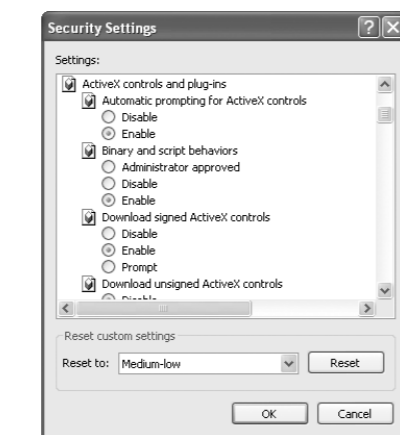 Security Settings
Settings:
ActiveX controls and plug-ins
Automatic prompting for ActiveX controls
Disable
Enable
Binary and script behaviors
Administrator approved
Disable
Enable
Download signed ActiveX controls
Disable
Enable
Prompt
Download unsigned ActiveX controls
Disable
Reset custom settings
Reset to: Medium-low Reset
OK Cancel